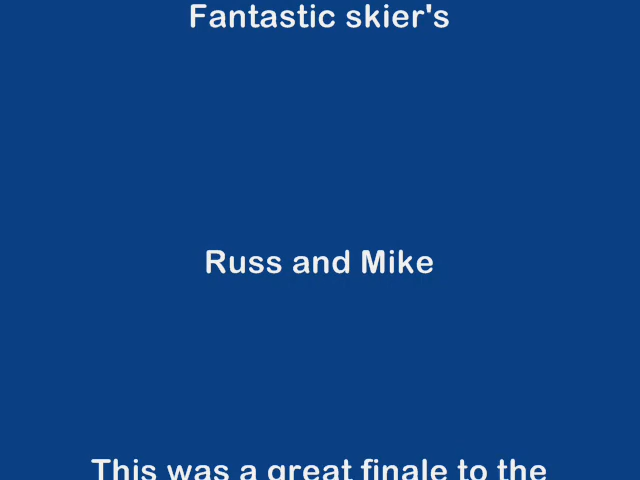 Fantastic skier's
Russ and Mike
This was a great finale to the